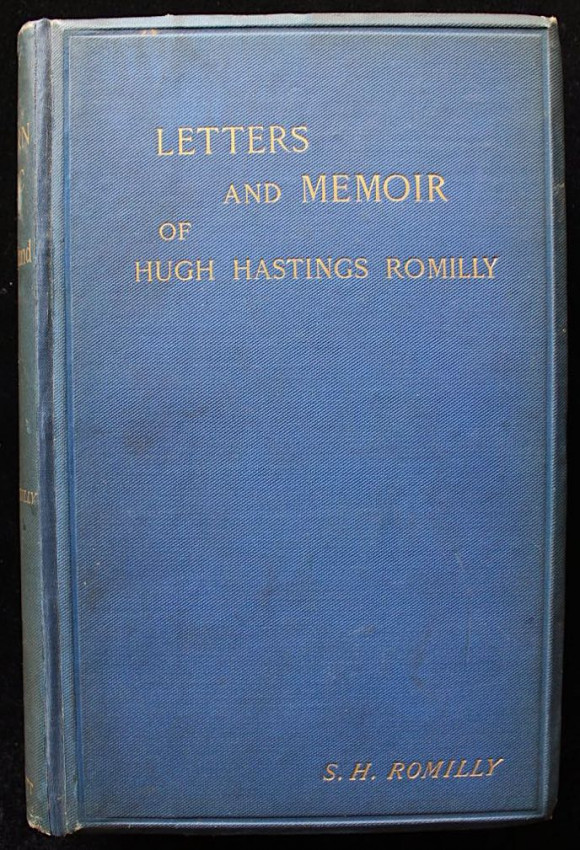 LETTERS
AND MEMOIR
OF
HUGH HASTINGS ROMILLY
S. H. ROMILLY